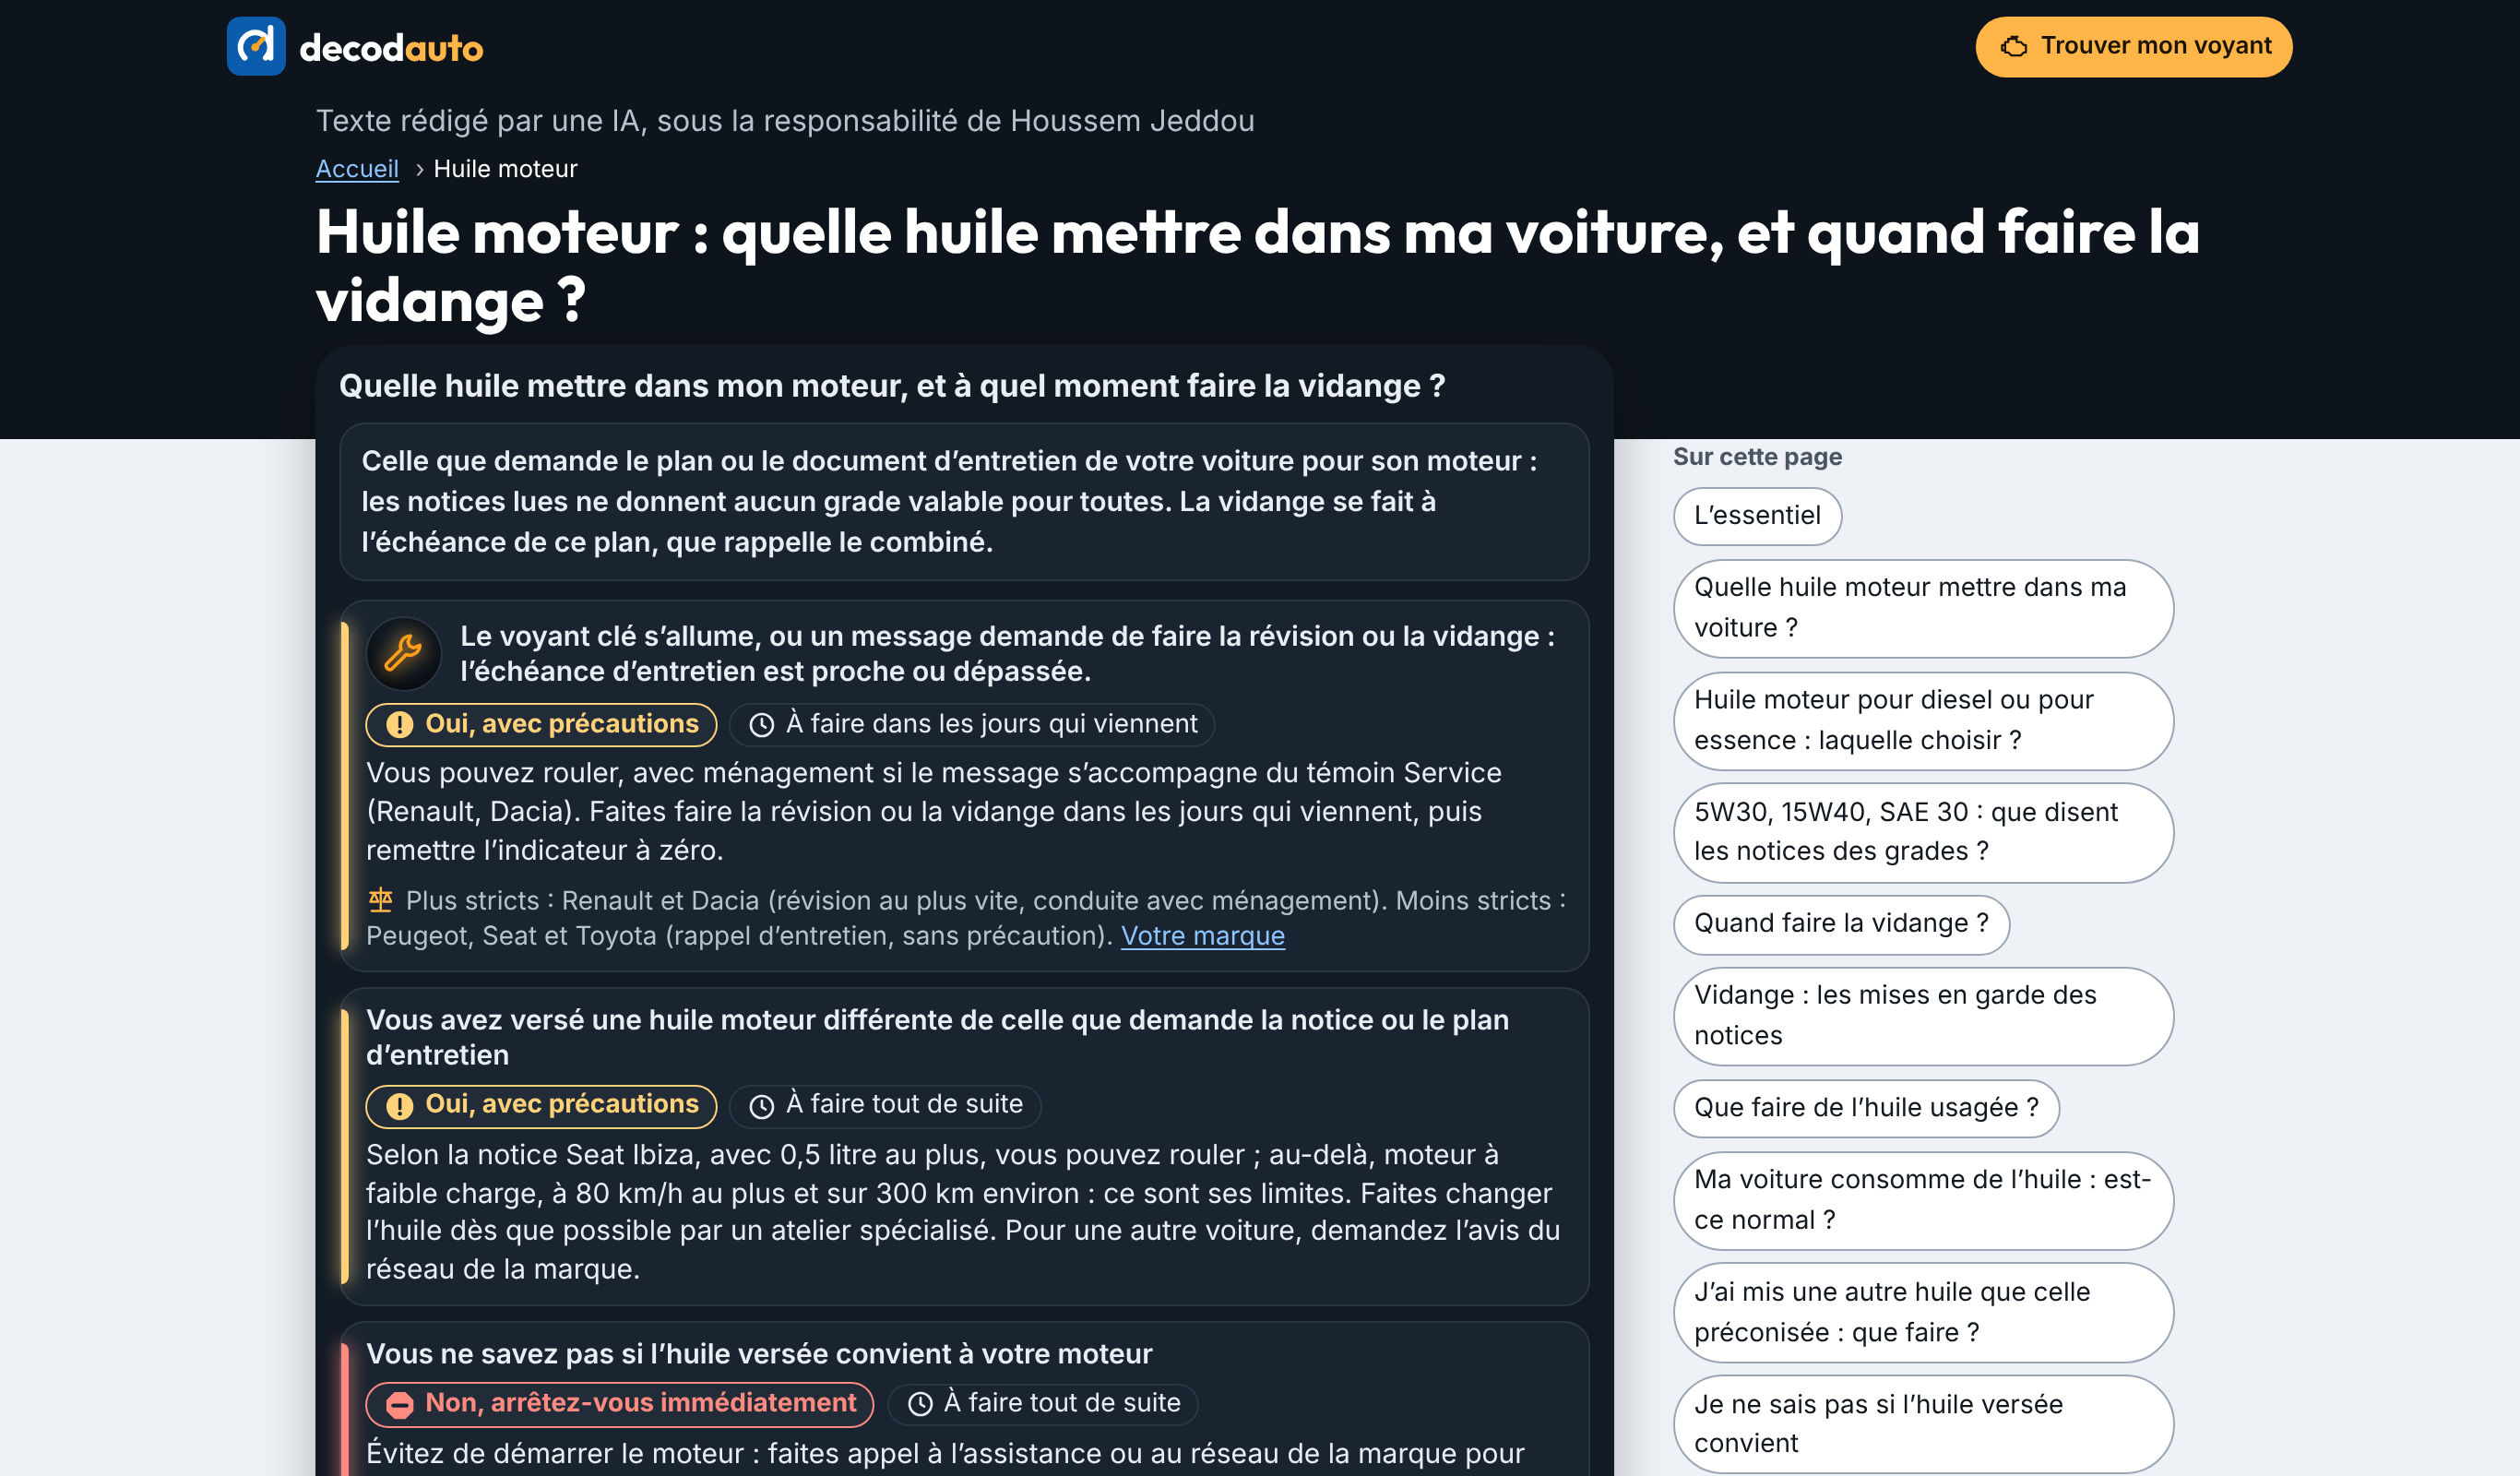 decodauto
Trouver mon voyant
Texte rédigé par une IA, sous la responsabilité de Houssem Jeddou
Accueil › Huile moteur
Huile moteur : quelle huile mettre dans ma voiture, et quand faire la
vidange ?
Quelle huile mettre dans mon moteur, et à quel moment faire la vidange ?
Celle que demande le plan ou le document d’entretien de votre voiture pour son moteur :
les notices lues ne donnent aucun grade valable pour toutes. La vidange se fait à
l’échéance de ce plan, que rappelle le combiné.
Le voyant clé s’allume, ou un message demande de faire la révision ou la vidange :
l’échéance d’entretien est proche ou dépassée.
Oui, avec précautions
À faire dans les jours qui viennent
Vous pouvez rouler, avec ménagement si le message s’accompagne du témoin Service
(Renault, Dacia). Faites faire la révision ou la vidange dans les jours qui viennent, puis
remettre l’indicateur à zéro.
Plus stricts : Renault et Dacia (révision au plus vite, conduite avec ménagement). Moins stricts :
Peugeot, Seat et Toyota (rappel d’entretien, sans précaution). Votre marque
Vous avez versé une huile moteur différente de celle que demande la notice ou le plan
d’entretien
Oui, avec précautions
À faire tout de suite
Selon la notice Seat Ibiza, avec 0,5 litre au plus, vous pouvez rouler ; au-delà, moteur à
faible charge, à 80 km/h au plus et sur 300 km environ : ce sont ses limites. Faites changer
l’huile dès que possible par un atelier spécialisé. Pour une autre voiture, demandez l’avis du
réseau de la marque.
Vous ne savez pas si l’huile versée convient à votre moteur
Non, arrêtez-vous immédiatement
À faire tout de suite
Évitez de démarrer le moteur : faites appel à l’assistance ou au réseau de la marque pour
Sur cette page
L’essentiel
Quelle huile moteur mettre dans ma
voiture ?
Huile moteur pour diesel ou pour
essence : laquelle choisir ?
5W30, 15W40, SAE 30 : que disent
les notices des grades ?
Quand faire la vidange ?
Vidange : les mises en garde des
notices
Que faire de l’huile usagée ?
Ma voiture consomme de l’huile : est-
ce normal ?
J’ai mis une autre huile que celle
préconisée : que faire ?
Je ne sais pas si l’huile versée
convient